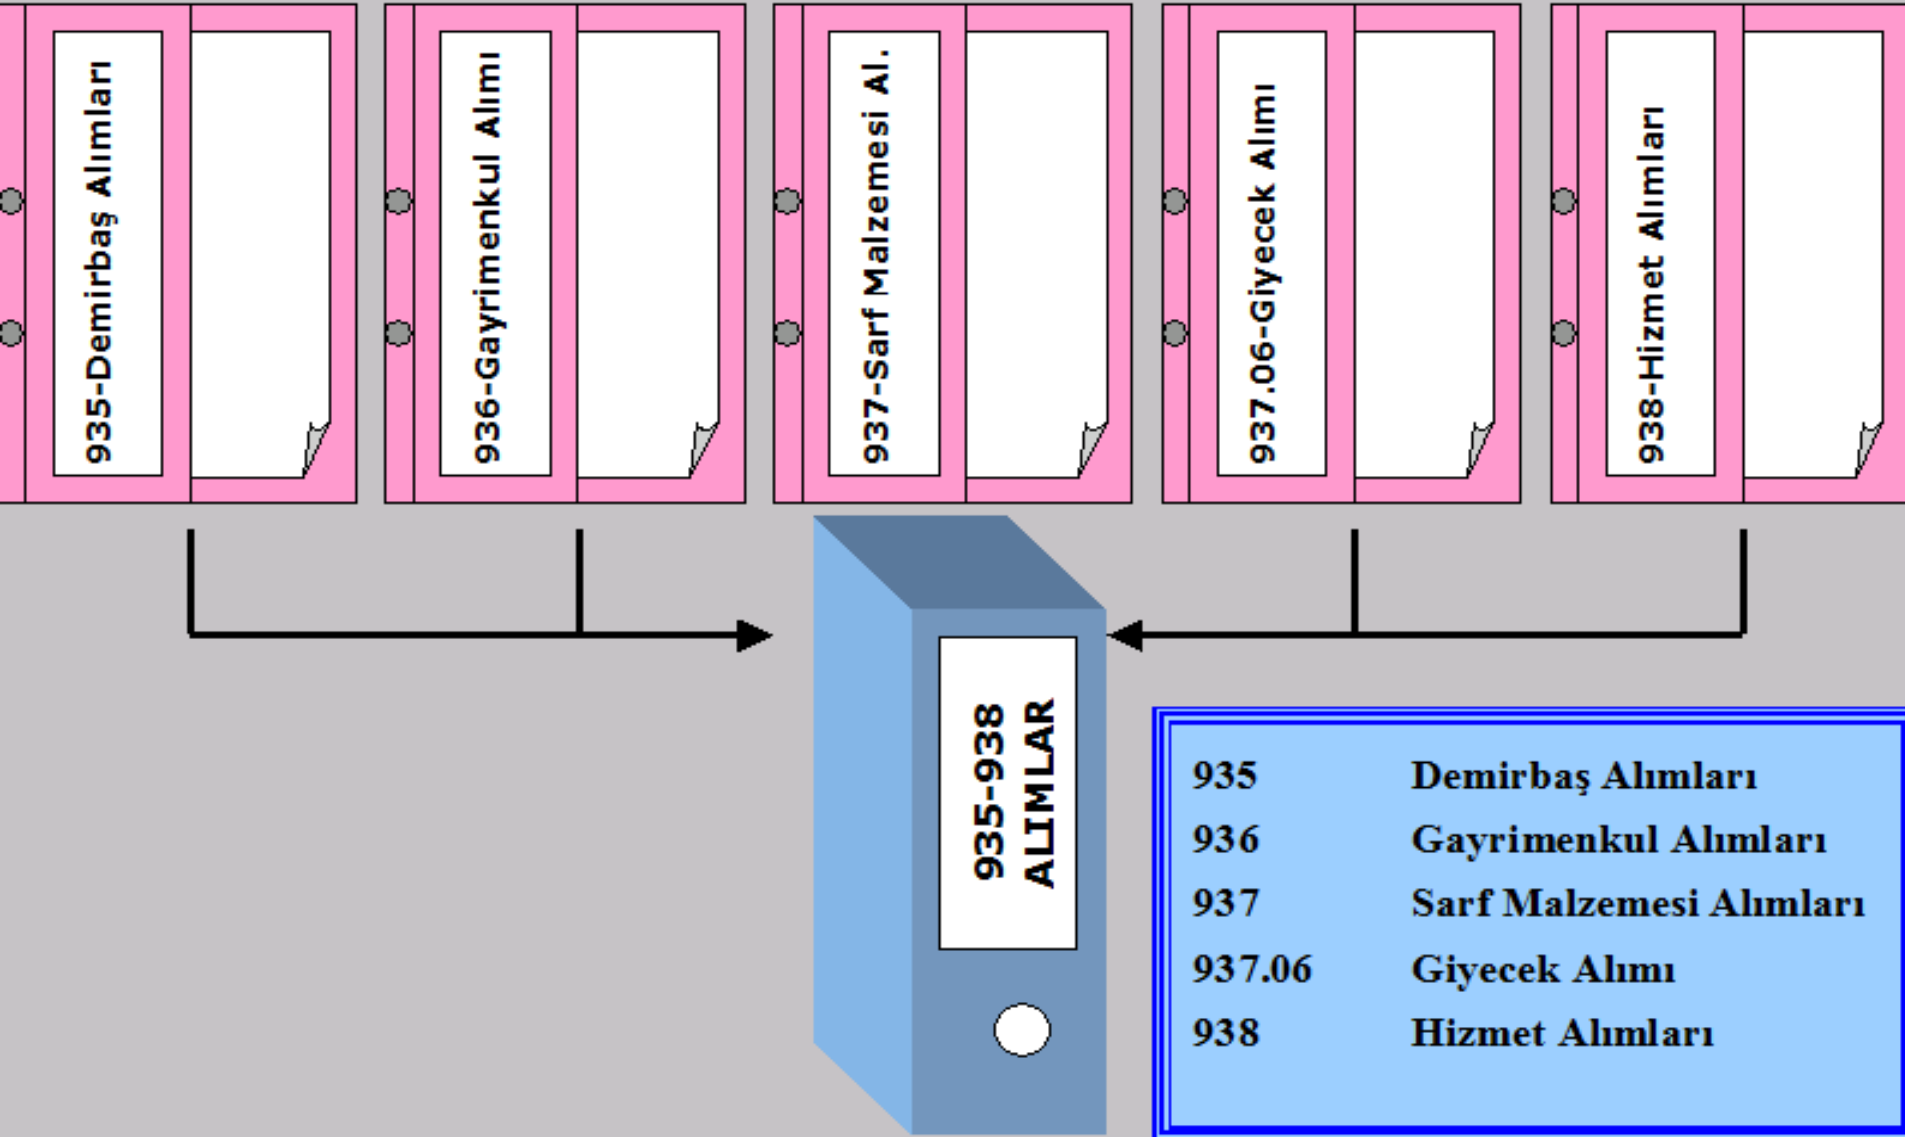 935-Demirbaş Alımları
936-Gayrimenkul Alımı
937-Sarf Malzemesi Al.
937.06-Giyecek Alımı
938-Hizmet Alımları
935-938
ALIMLAR
935 Demirbaş Alımları
936 Gayrimenkul Alımları
937 Sarf Malzemesi Alımları
937.06 Giyecek Alımı
938 Hizmet Alımları